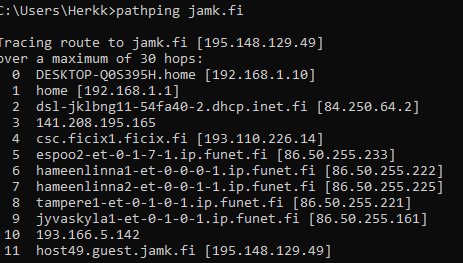 C:\Users\Herkk>pathping jamk.fi
Tracing route to jamk.fi [195.148.129.49]
over a maximum of 30 hops:
0 DESKTOP-Q0S395H.home [192.168.1.10]
1 home [192.168.1.1]
2 dsl-jklbng11-54fa40-2.dhcp.inet.fi [84.250.64.2]
3 141.208.195.165
4 csc.ficix1.ficix.fi [193.110.226.14]
5 espoo2-et-0-1-7-1.ip.funet.fi [86.50.255.233]
6 hameenlinna1-et-0-0-0-1.ip.funet.fi [86.50.255.222]
7 hameenlinna2-et-0-0-1-1.ip.funet.fi [86.50.255.225]
8 tampere1-et-0-1-0-1.ip.funet.fi [86.50.255.221]
9 jyvaskyla1-et-0-1-0-1.ip.funet.fi [86.50.255.161]
10 193.166.5.142
11 host49.guest.jamk.fi [195.148.129.49]